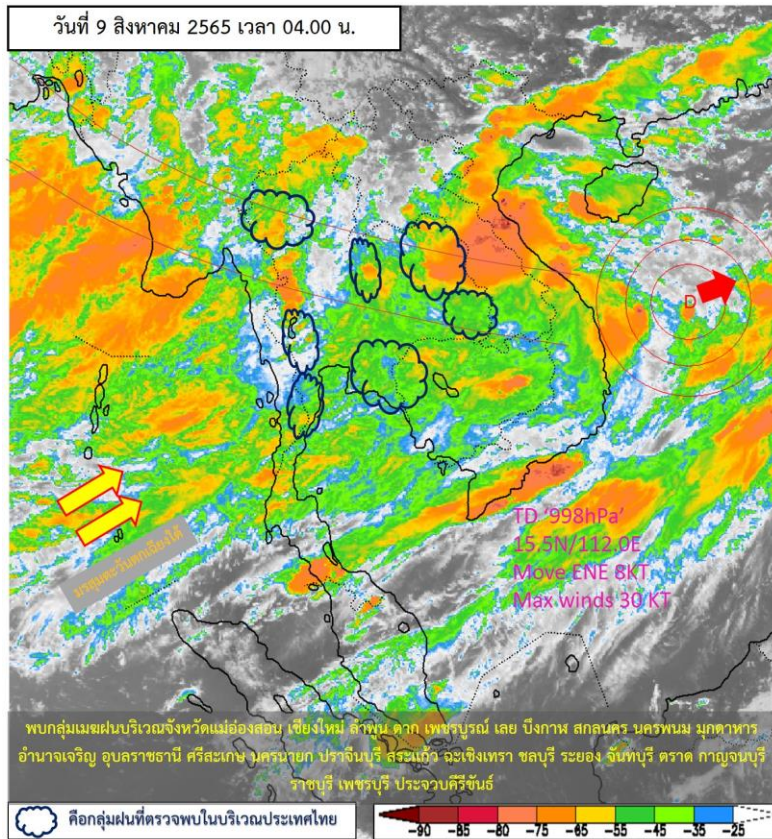 วันที่ 9 สิงหาคม 2565 เวลา 04.00 น.
D
มรสุมตะวันตกเฉียงใต้
TD '998hPa'
15.5N/112.0E
Move ENE 8KT
Max winds 30 KT
พบกลุ่มเมฆฝนบริเวณจังหวัดแม่ฮ่องสอน เชียงใหม่ ลำพูน ตาก เพชรบูรณ์ เลย บึงกาฬ สกลนคร นครพนม มุกดาหาร
อำนาจเจริญ อุบลราชธานี ศรีสะเกษ นครนายก ปราจีนบุรี สระแก้ว ฉะเชิงเทรา ชลบุรี ระยอง จันทบุรี ตราด กาญจนบุรี
ราชบุรี เพชรบุรี ประจวบคีรีขันธ์
คือกลุ่มฝนที่ตรวจพบในบริเวณประเทศไทย
-90 -85 -80 -75 -65 -55 -45 -35 -25